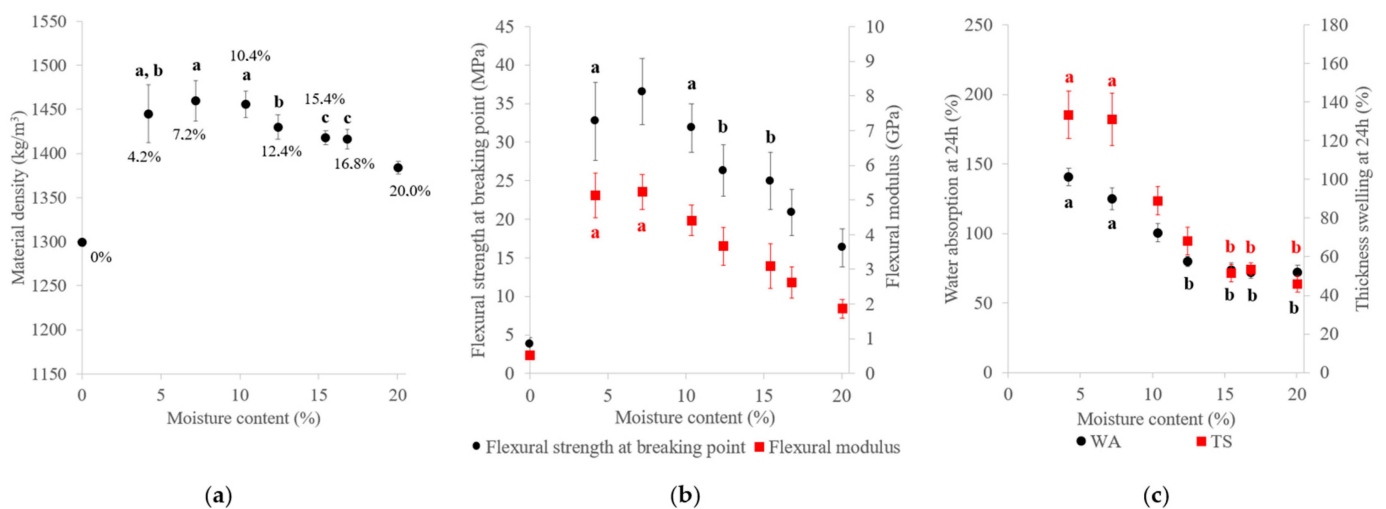 1550
1500
1450
1400
1350
1300
1250
1200
1150
Material density (kg/m³)
0 5 10 15 20
Moisture content (%)
0%
a, b
4.2%
a
7.2%
10.4%
a
b
12.4%
15.4%
c
c
16.8%
20.0%
(a)
45
40
35
30
25
20
15
10
5
0
Flexural strength at breaking point (MPa)
a
a
b
b
a
a
10
9
8
7
6
5
4
3
2
1
0
Flexural modulus (GPa)
0 5 10 15 20
Moisture content (%)
Flexural strength at breaking point Flexural modulus
(b)
250
200
150
100
50
0
Water absorption at 24h (%)
a a
a a
b b b
b b b b
180
160
140
120
100
80
60
40
20
0
Thickness swelling at 24h (%)
0 5 10 15 20
Moisture content (%)
WA TS
(c)